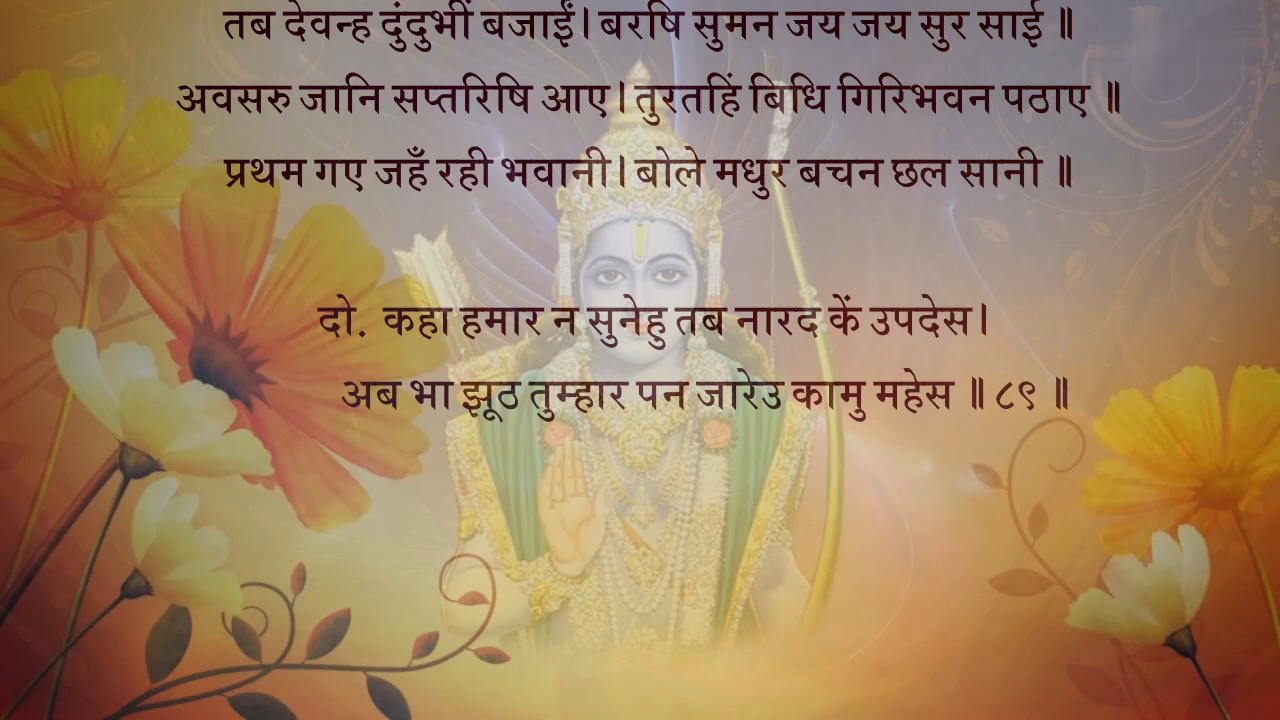 तब देवन्ह दुंदुभीं बजाईं। बरषि सुमन जय जय सुर साई ॥
अवसरु जानि सप्तरिषि आए। तुरतहिं बिधि गिरिभवन पठाए ॥
प्रथम गए जहँ रही भवानी। बोले मधुर बचन छल सानी ॥
दो. कहा हमार न सुनेहु तब नारद कें उपदेस।
अब भा झूठ तुम्हार पन जारेउ कामु महेस ॥ ८९ ॥